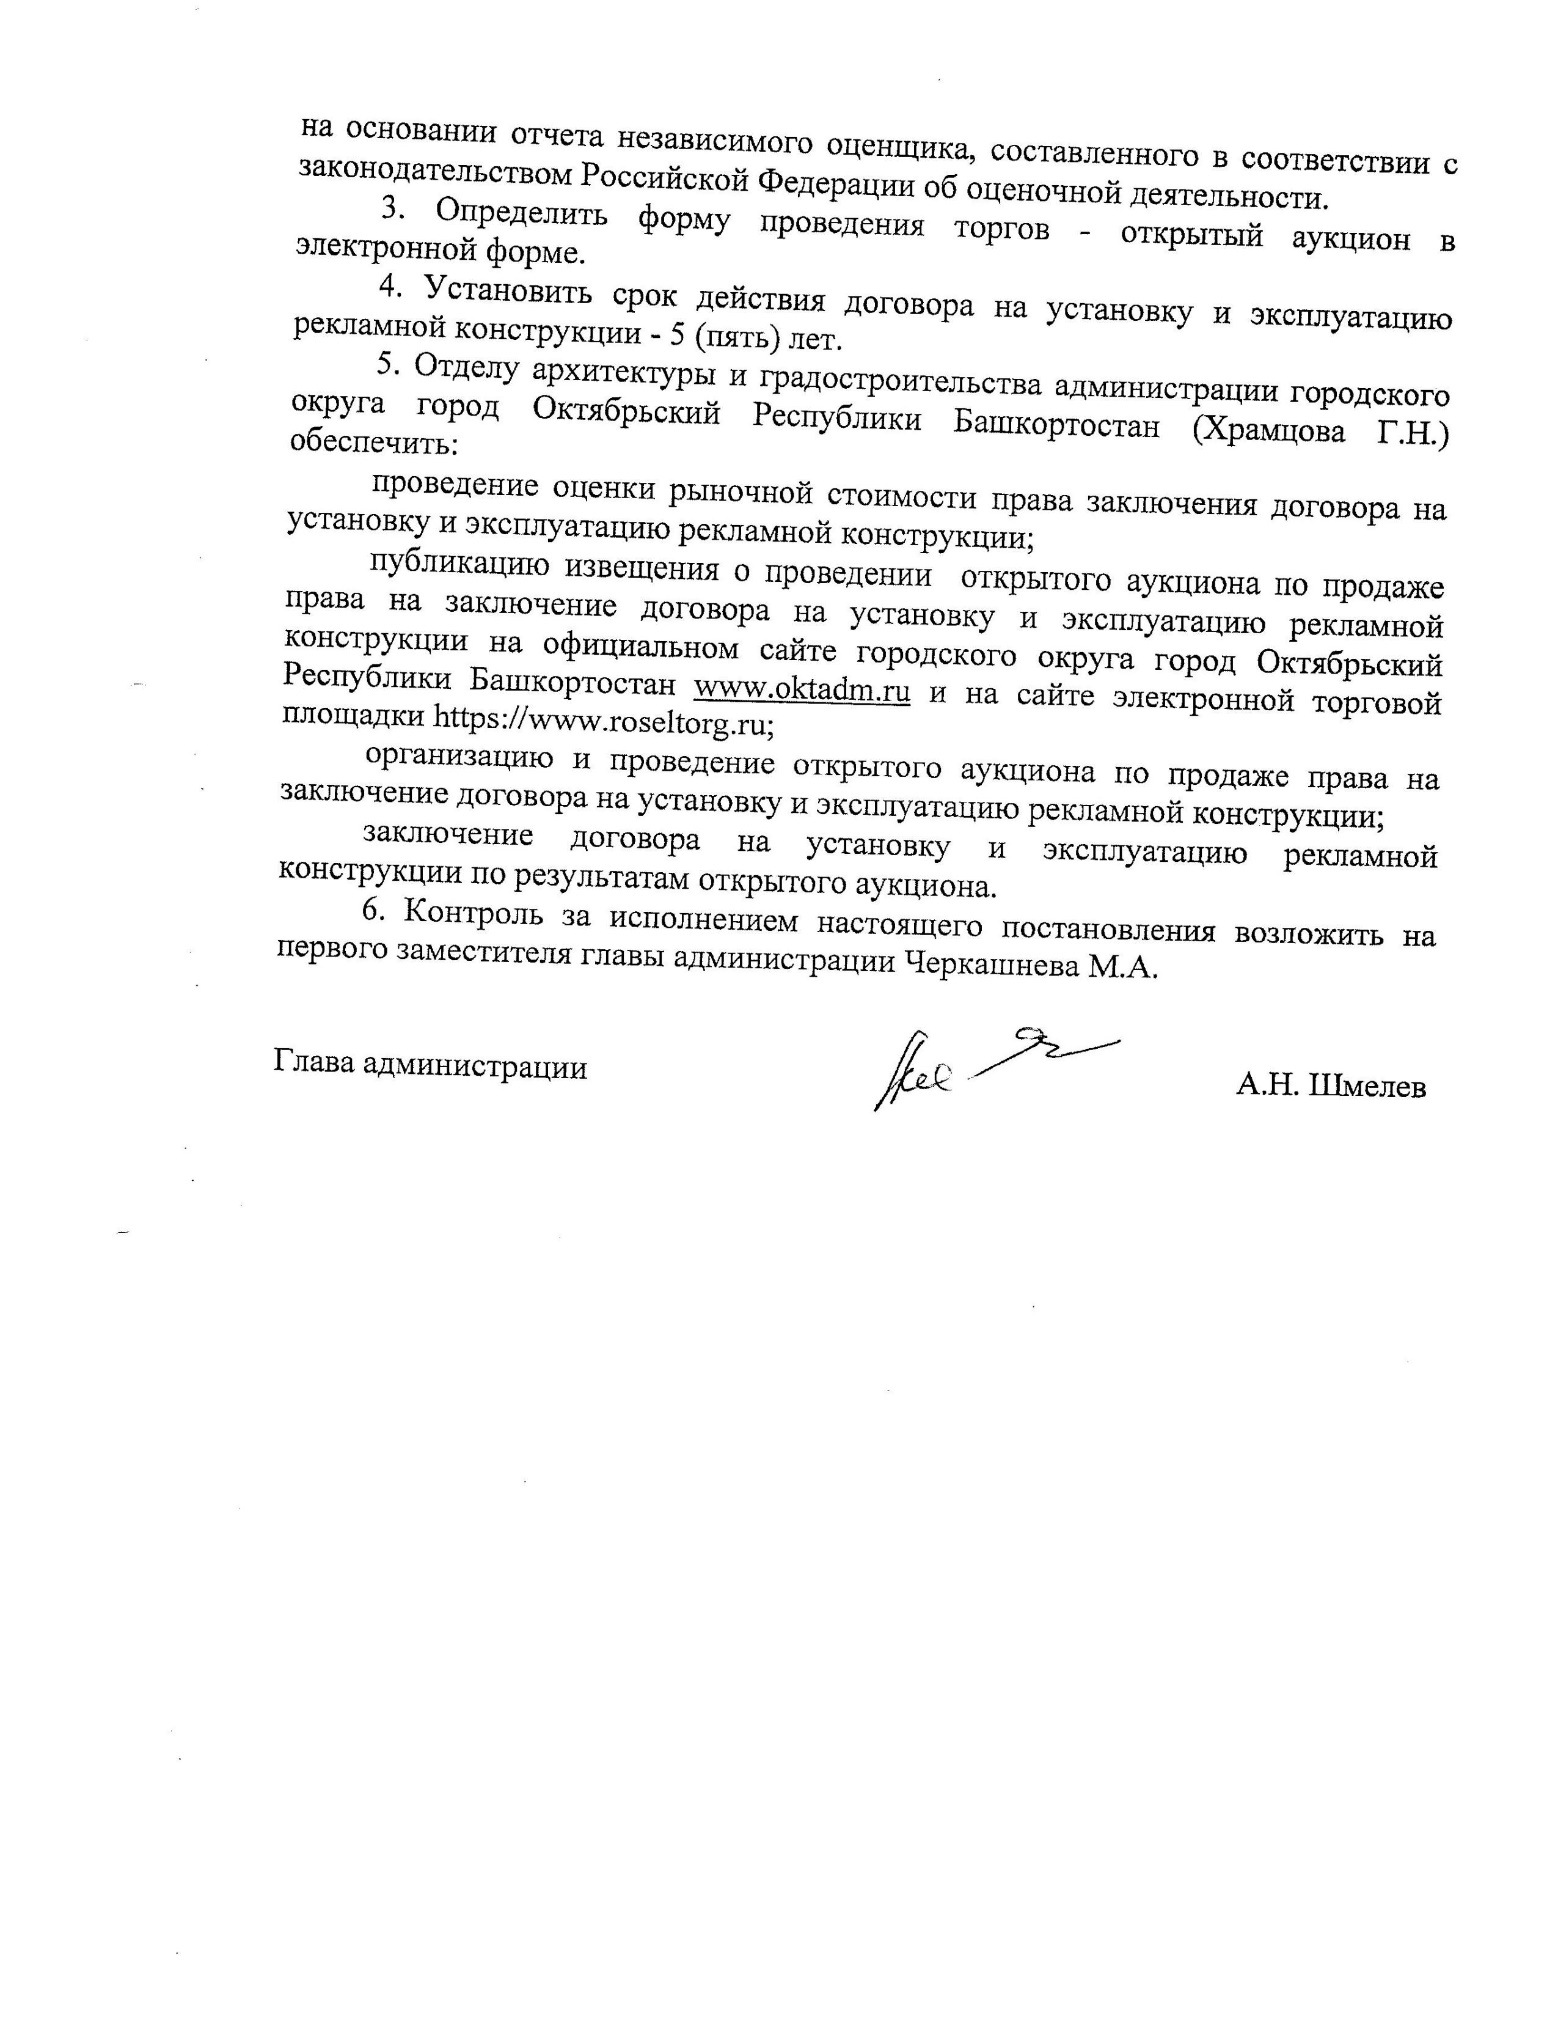 на основании отчета независимого оценщика, составленного в соответствии с
законодательством Российской Федерации об оценочной деятельности.
3. Определить форму проведения торгов - открытый аукцион в
электронной форме.
4. Установить срок действия договора на установку и эксплуатацию
рекламной конструкции - 5 (пять) лет.
5. Отделу архитектуры и градостроительства администрации городского
округа город Октябрьский Республики Башкортостан (Храмцова Г.Н.)
обеспечить:
проведение оценки рыночной стоимости права заключения договора на
установку и эксплуатацию рекламной конструкции;
публикацию извещения о проведении открытого аукциона по продаже
права на заключение договора на установку и эксплуатацию рекламной
конструкции на официальном сайте городского округа город Октябрьский
Республики Башкортостан www.oktadm.ru и на сайте электронной торговой
площадки https://www.roseltorg.ru;
организацию и проведение открытого аукциона по продаже права на
заключение договора на установку и эксплуатацию рекламной конструкции;
заключение договора на установку и эксплуатацию рекламной
конструкции по результатам открытого аукциона.
6. Контроль за исполнением настоящего постановления возложить на
первого заместителя главы администрации Черкашнева М.А.
Глава администрации
А.Н. Шмелев